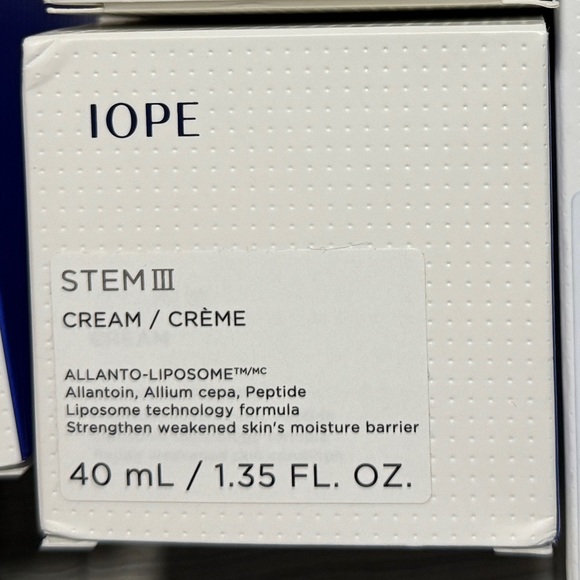 IOPE
STEM III
CREAM / CRÈME
ALLANTO-LIPOSOME™/MC
Allantoin, Allium cepa, Peptide
Liposome technology formula
Strengthen weakened skin's moisture barrier
40 mL / 1.35 FL. OZ.